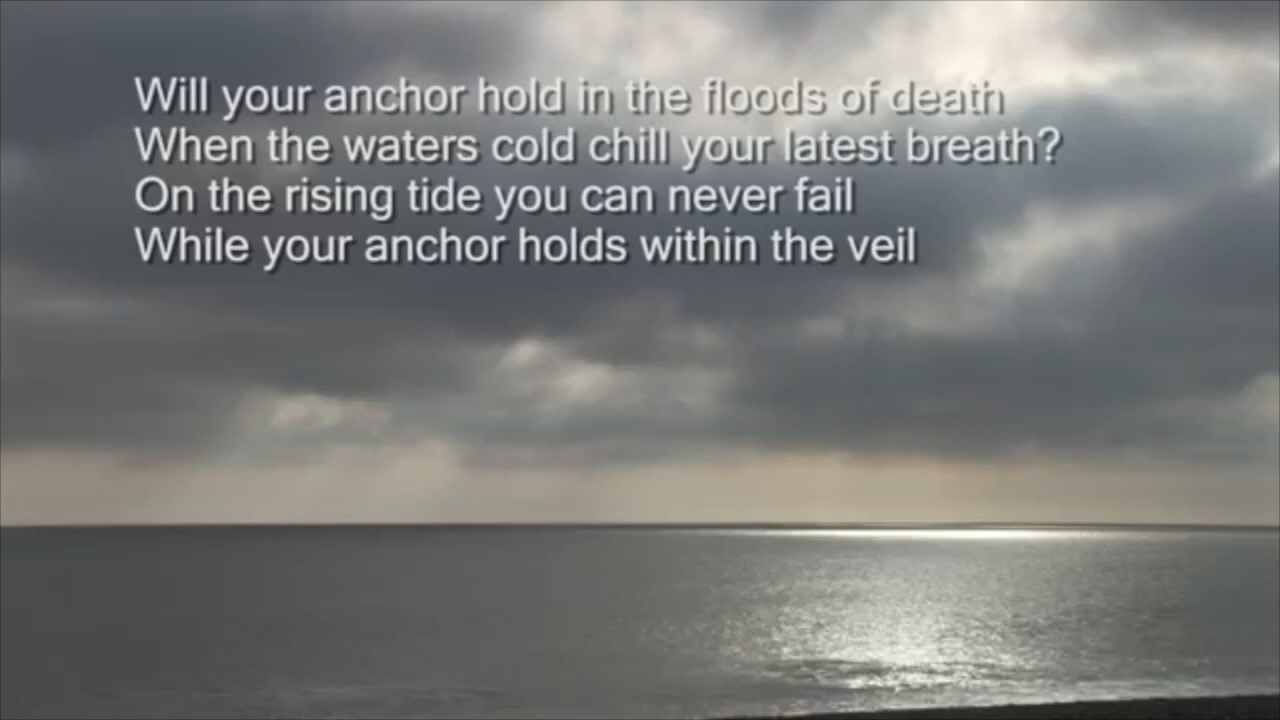 Will your anchor hold in the floods of death
When the waters cold chill your latest breath?
On the rising tide you can never fail
While your anchor holds within the veil